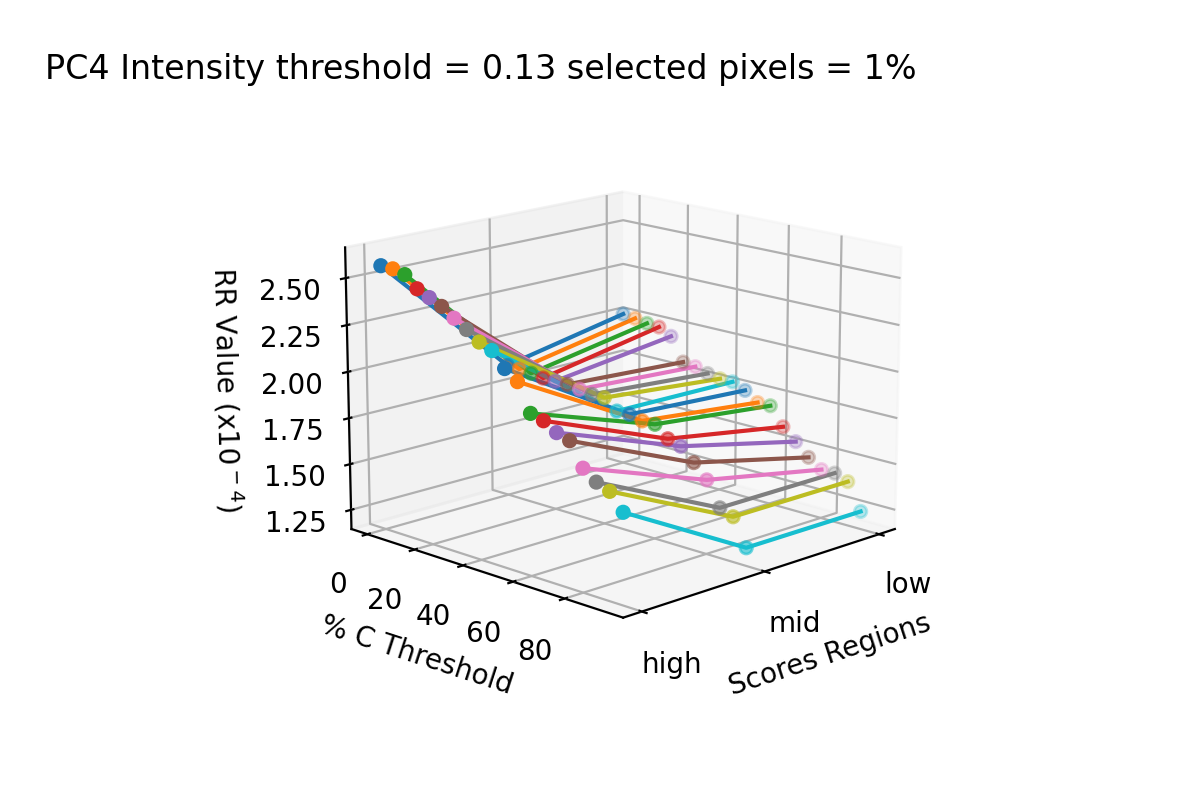 PC4 Intensity threshold = 0.13 selected pixels = 1%
RR Value (x10⁻⁴)
2.50
2.25
2.00
1.75
1.50
1.25
0
20
40
60
80
% C Threshold
high
mid
low
Scores Regions